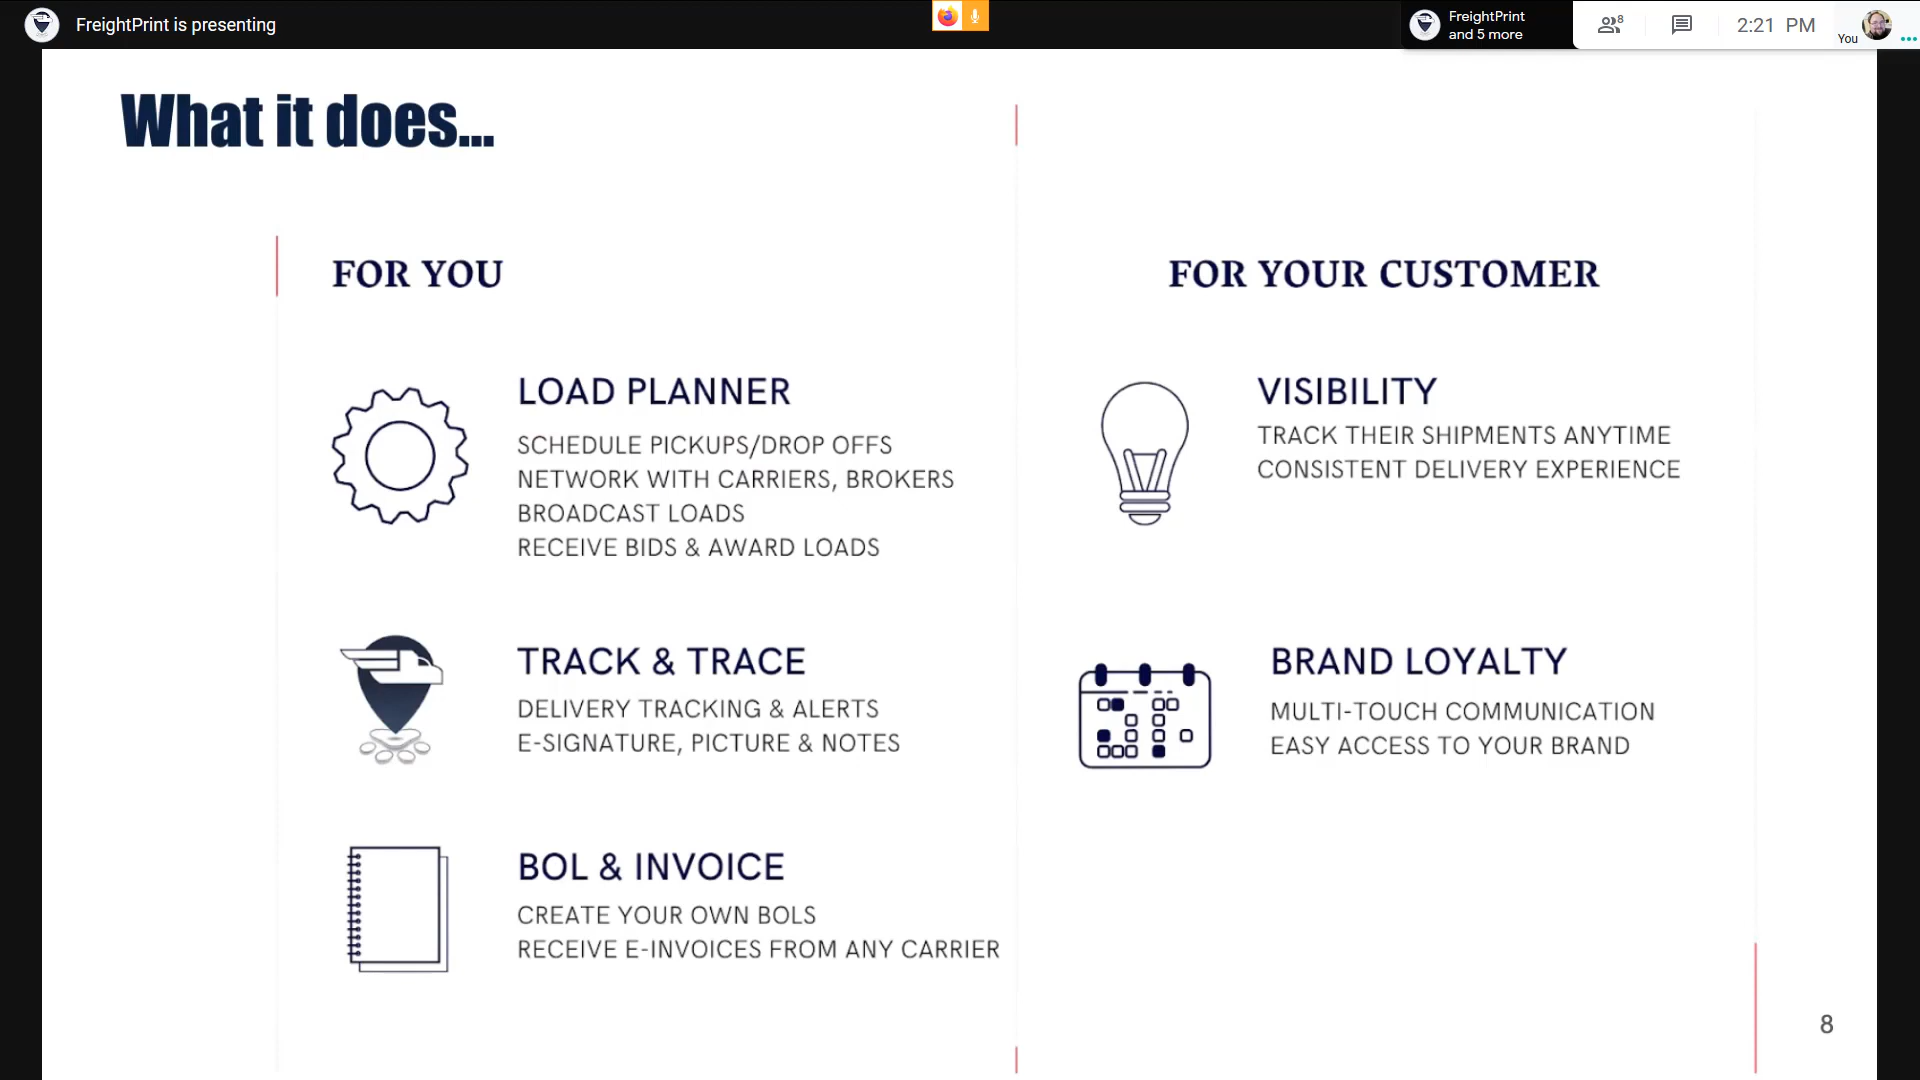 FreightPrint is presenting
FreightPrint
and 5 more
8
2:21 PM
You
What it does...
FOR YOU
LOAD PLANNER
SCHEDULE PICKUPS/DROP OFFS
NETWORK WITH CARRIERS, BROKERS
BROADCAST LOADS
RECEIVE BIDS & AWARD LOADS
TRACK & TRACE
DELIVERY TRACKING & ALERTS
E-SIGNATURE, PICTURE & NOTES
BOL & INVOICE
CREATE YOUR OWN BOLS
RECEIVE E-INVOICES FROM ANY CARRIER
FOR YOUR CUSTOMER
VISIBILITY
TRACK THEIR SHIPMENTS ANYTIME
CONSISTENT DELIVERY EXPERIENCE
BRAND LOYALTY
MULTI-TOUCH COMMUNICATION
EASY ACCESS TO YOUR BRAND
8